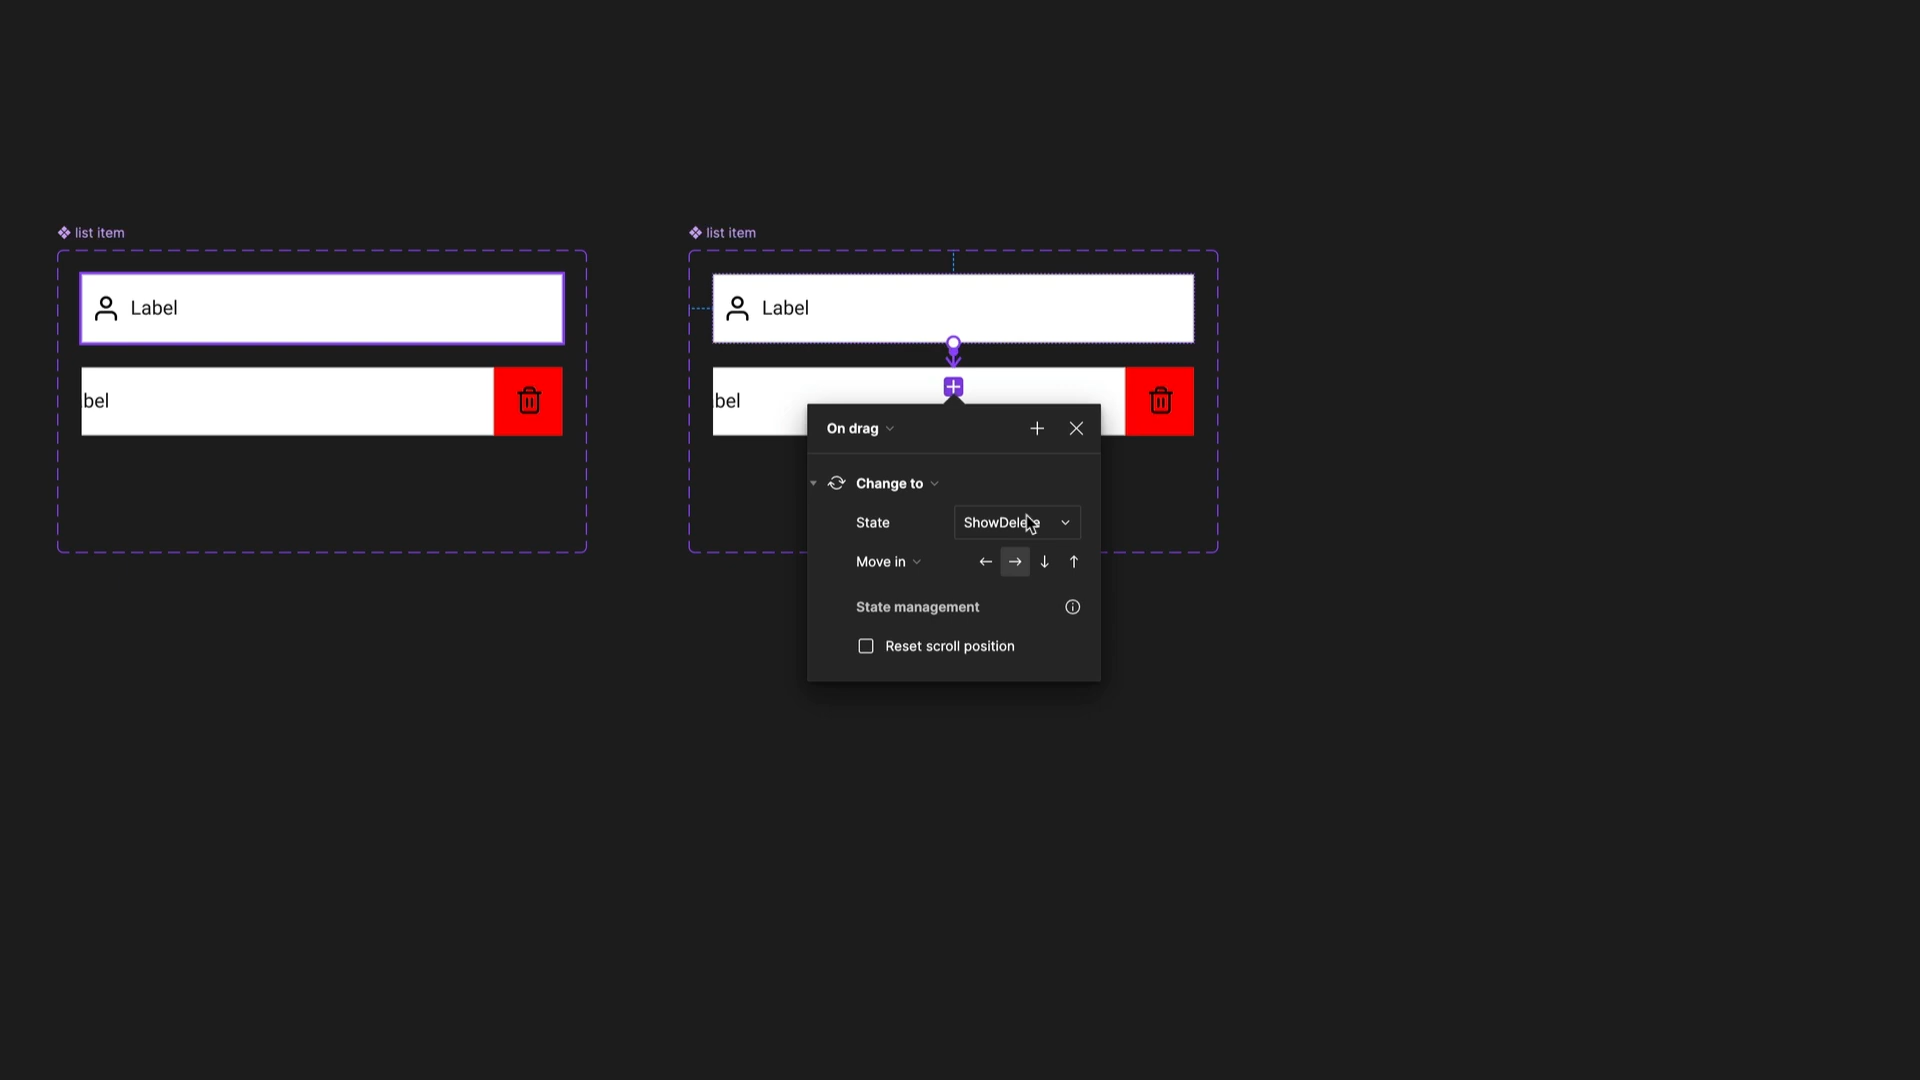 list item
Label
bel
list item
Label
bel
On drag
Change to
State
Move in
State management
Reset scroll position